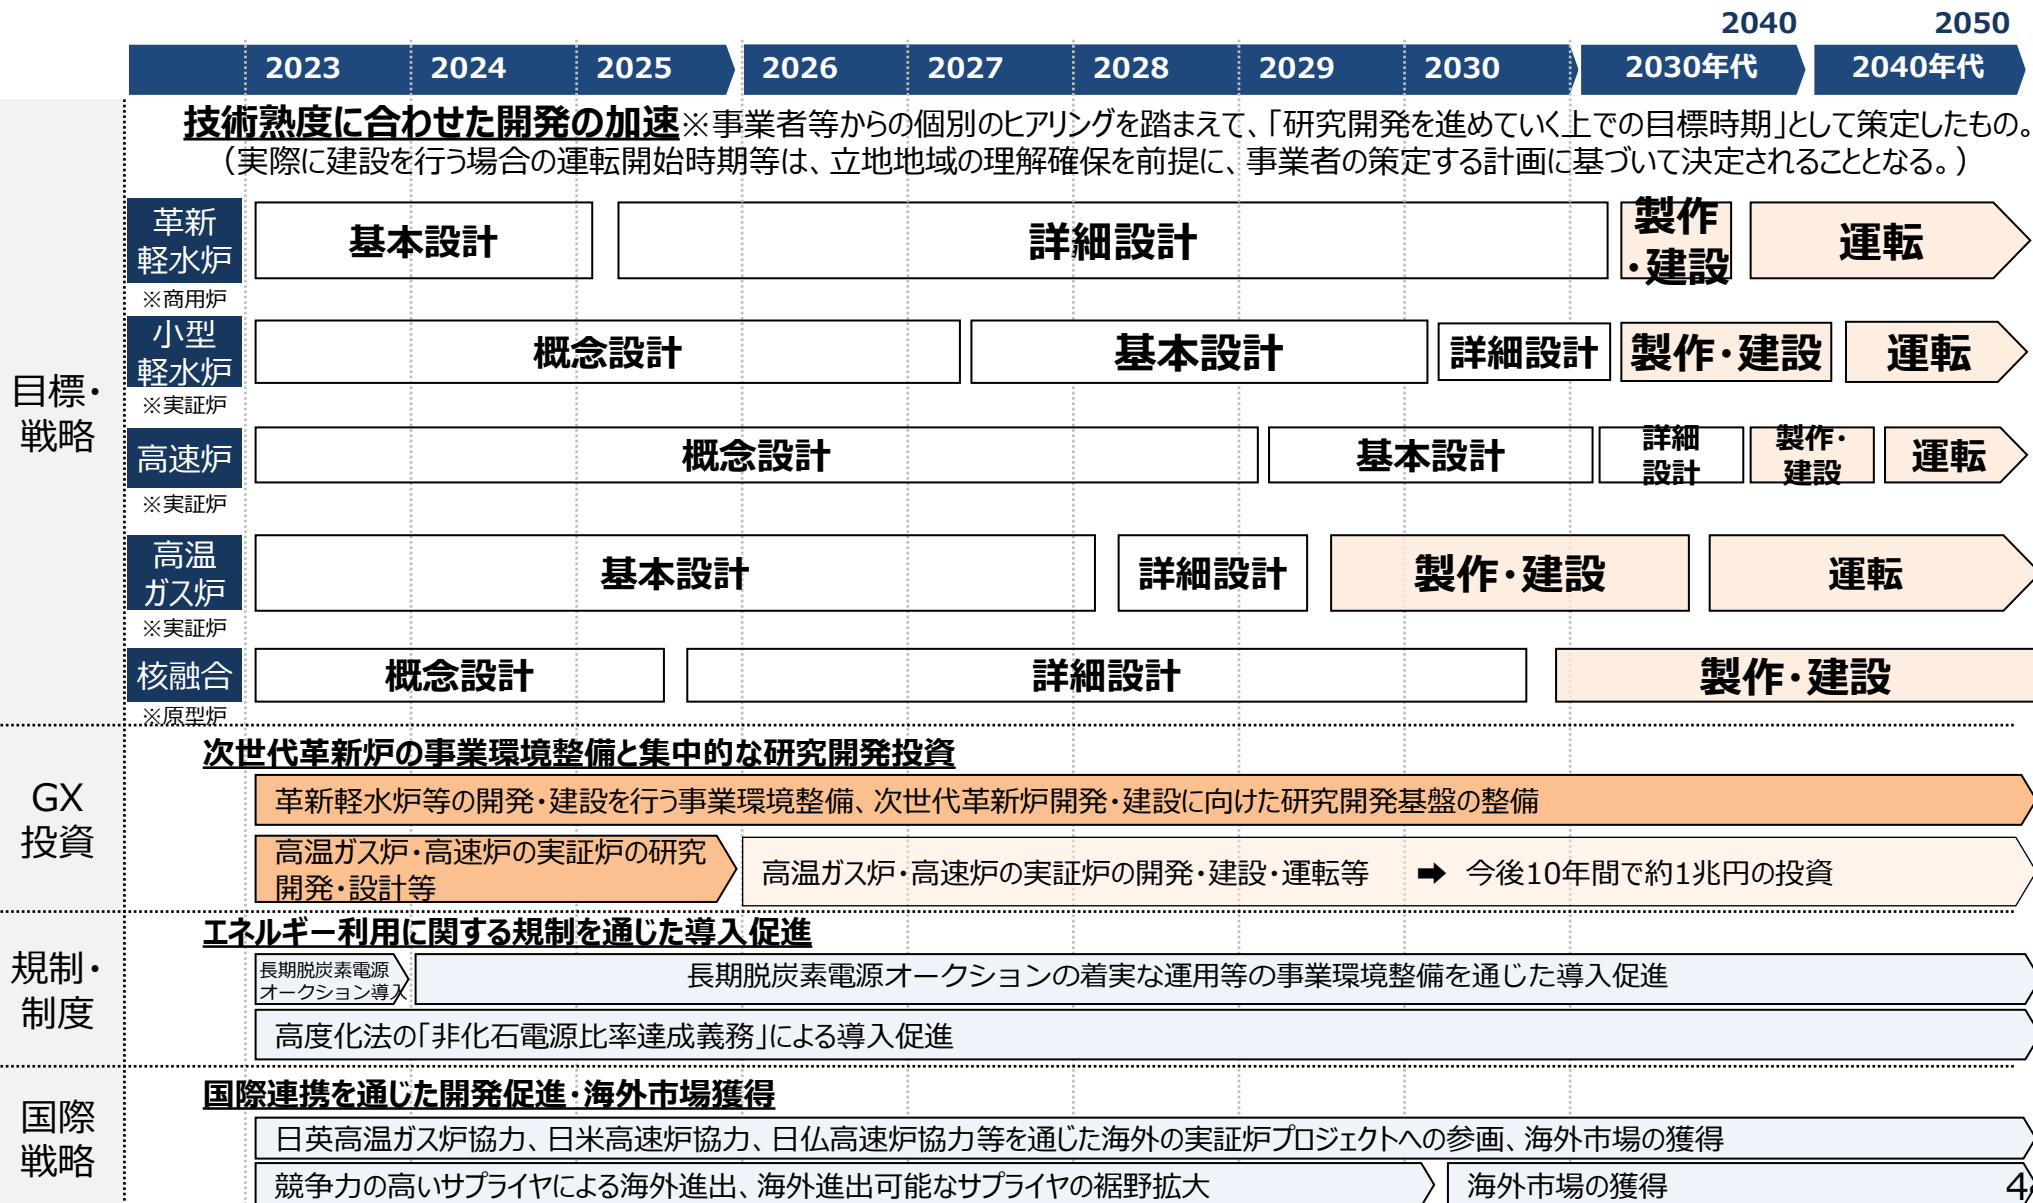 2040 2050
2023 2024 2025 2026 2027 2028 2029 2030 2030年代 2040年代
技術熟度に合わせた開発の加速※事業者等からの個別のヒアリングを踏まえて、「研究開発を進めていく上での目標時期」として策定したもの。
（実際に建設を行う場合の運転開始時期等は、立地地域の理解確保を前提に、事業者の策定する計画に基づいて決定されることとなる。）
目標・
戦略
革新
軽水炉
※商用炉
基本設計
詳細設計
製作
・建設
運転
小型
軽水炉
※実証炉
概念設計
基本設計
詳細設計
製作・建設
運転
高速炉
※実証炉
概念設計
基本設計
詳細
設計
製作・
建設
運転
高温
ガス炉
※実証炉
基本設計
詳細設計
製作・建設
運転
核融合
※原型炉
概念設計
詳細設計
製作・建設
GX
投資
次世代革新炉の事業環境整備と集中的な研究開発投資
革新軽水炉等の開発・建設を行う事業環境整備、次世代革新炉開発・建設に向けた研究開発基盤の整備
高温ガス炉・高速炉の実証炉の研究
開発・設計等
高温ガス炉・高速炉の実証炉の開発・建設・運転等 ➡ 今後10年間で約1兆円の投資
規制・
制度
エネルギー利用に関する規制を通じた導入促進
長期脱炭素電源
オークション導入
長期脱炭素電源オークションの着実な運用等の事業環境整備を通じた導入促進
高度化法の「非化石電源比率達成義務」による導入促進
国際
戦略
国際連携を通じた開発促進・海外市場獲得
日英高温ガス炉協力、日米高速炉協力、日仏高速炉協力等を通じた海外の実証炉プロジェクトへの参画、海外市場の獲得
競争力の高いサプライヤによる海外進出、海外進出可能なサプライヤの裾野拡大
海外市場の獲得